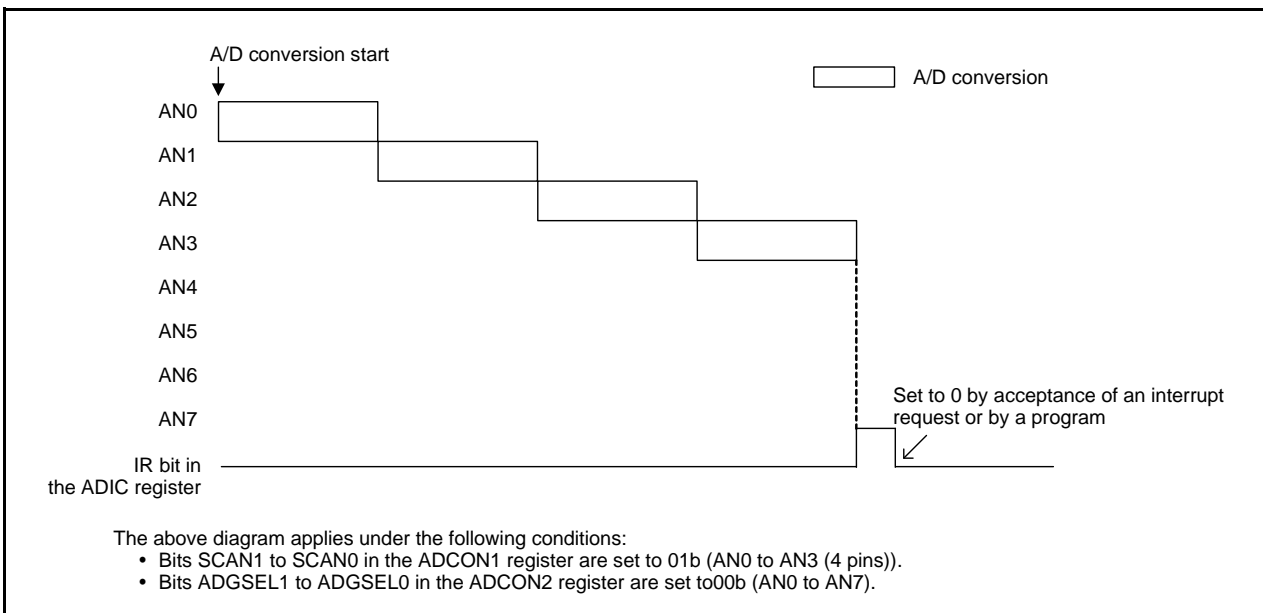 A/D conversion start
A/D conversion
AN0
AN1
AN2
AN3
AN4
AN5
AN6
AN7
Set to 0 by acceptance of an interrupt
request or by a program
IR bit in
the ADIC register
The above diagram applies under the following conditions:
• Bits SCAN1 to SCAN0 in the ADCON1 register are set to 01b (AN0 to AN3 (4 pins)).
• Bits ADGSEL1 to ADGSEL0 in the ADCON2 register are set to00b (AN0 to AN7).